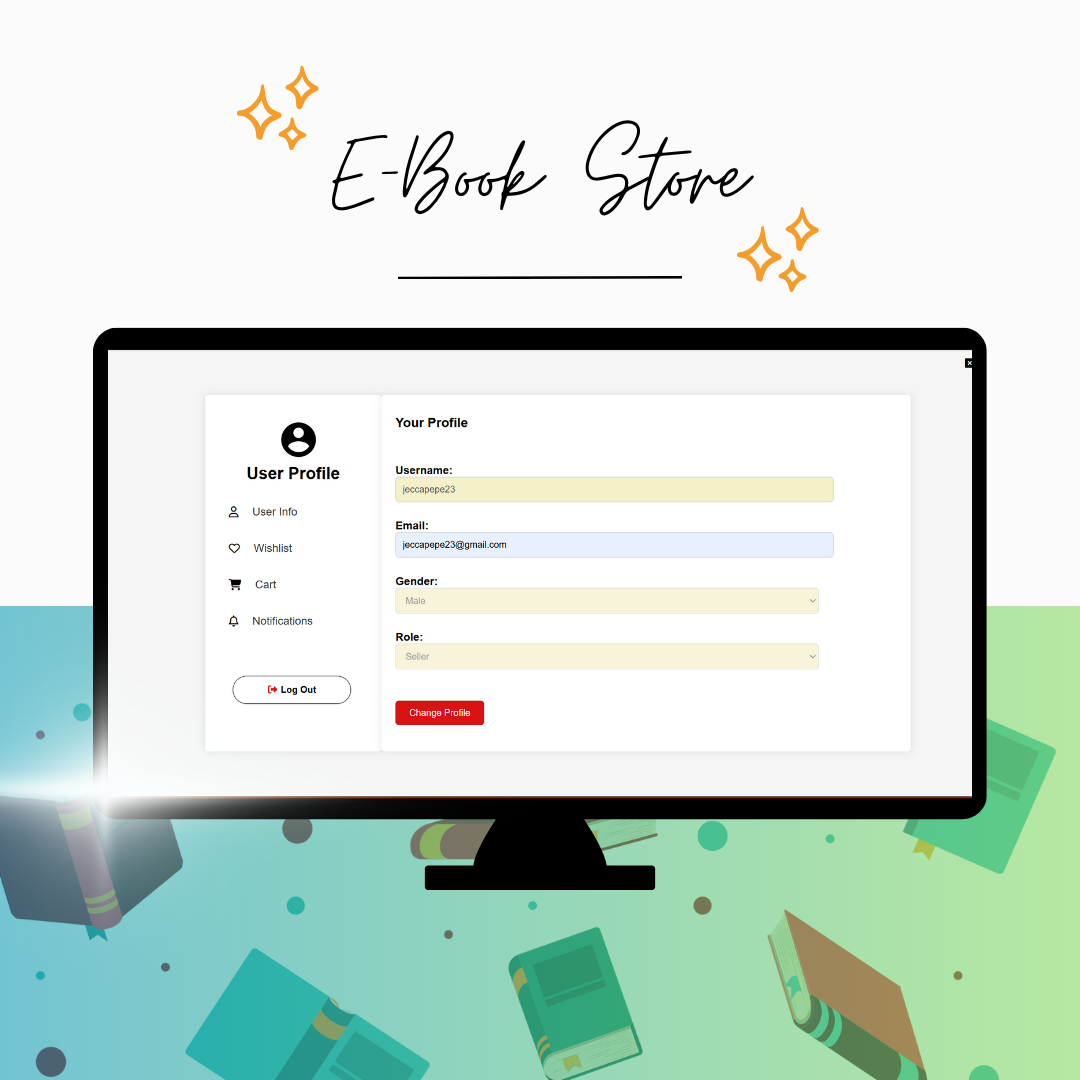 E-Book Store
User Profile
User Info
Wishlist
Cart
Notifications
Log Out
Your Profile
Username:
jeccapepe23
Email:
jeccapepe23@gmail.com
Gender:
Male
Role:
Seller
Change Profile